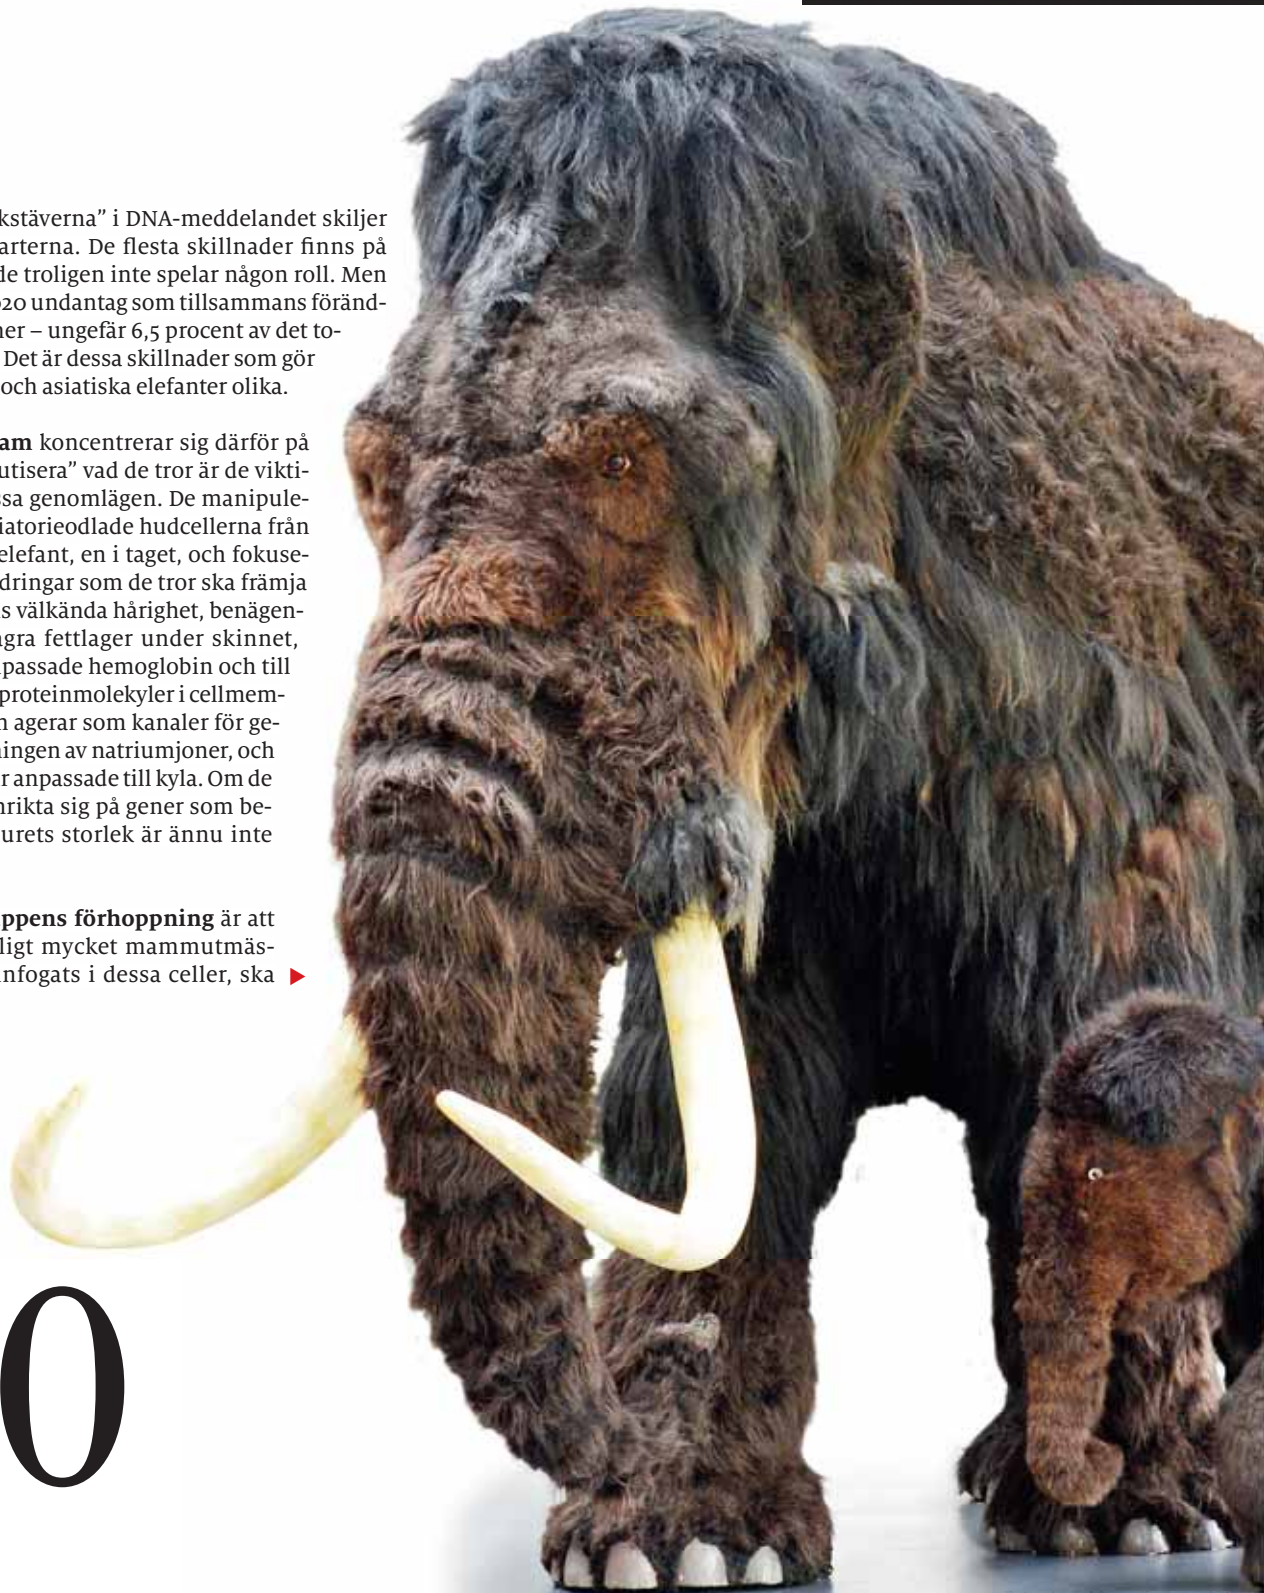 kstäverna” i DNA-meddelandet skiljer
arterna. De flesta skillnader finns på
de troligen inte spelar någon roll. Men
020 undantag som tillsammans föränd-
ner – ungefär 6,5 procent av det to-
Det är dessa skillnader som gör
och asiatiska elefanter olika.
am koncentrerar sig därför på
utisera” vad de tror är de vikti-
ssa genomlägen. De manipule-
iatorieodlade hudcellerna från
elefant, en i taget, och fokuse-
dringar som de tror ska främja
s välkända hårighet, benägen-
agra fettlager under skinnet,
npassade hemoglobin och till
proteinmolekyler i cellmem-
n agerar som kanaler för ge-
ningen av natriumjoner, och
r anpassade till kyla. Om de
nrikta sig på gener som be-
urets storlek är ännu inte
ppens förhoppning är att
ligt mycket mammutmäs-
nfogats i dessa celler, ska
0